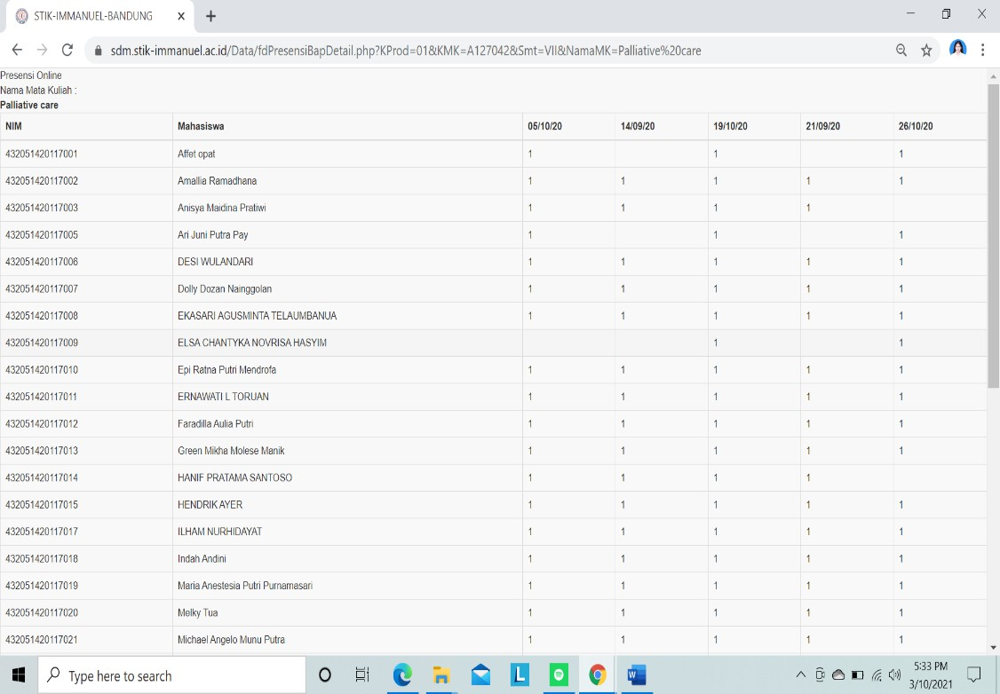 STIK-IMMANUEL-BANDUNG
sdm.stik-immanuel.ac.id/Data/fdPresensiBapDetail.php?KProd=01&KMK=A127042&Smt=VII&NamaMK=Palliative%20care
Presensi Online
Nama Mata Kuliah :
Palliative care
NIM Mahasiswa 05/10/20 14/09/20 19/10/20 21/09/20 26/10/20
432051420117001 Affet opat 1 1 1
432051420117002 Amallia Ramadhana 1 1 1 1 1
432051420117003 Anisya Maidina Pratiwi 1 1 1 1
432051420117005 Ari Juni Putra Pay 1 1 1
432051420117006 DESI WULANDARI 1 1 1 1 1
432051420117007 Dolly Dozan Nainggolan 1 1 1 1 1
432051420117008 EKASARI AGUSMINTA TELAUMBANUA 1 1 1 1 1
432051420117009 ELSA CHANTYKA NOVRISA HASYIM 1 1
432051420117010 Epi Ratna Putri Mendrofa 1 1 1 1 1
432051420117011 ERNAWATI L TORUAN 1 1 1 1 1
432051420117012 Faradilla Aulia Putri 1 1 1 1 1
432051420117013 Green Mikha Molese Manik 1 1 1 1 1
432051420117014 HANIF PRATAMA SANTOSO 1 1 1 1
432051420117015 HENDRIK AYER 1 1 1 1 1
432051420117017 ILHAM NURHIDAYAT 1 1 1 1 1
432051420117018 Indah Andini 1 1 1 1 1
432051420117019 Maria Anestesia Putri Purnamasari 1 1 1 1 1
432051420117020 Melky Tua 1 1 1 1 1
432051420117021 Michael Angelo Munu Putra 1 1 1 1 1
Type here to search
5:33 PM
3/10/2021